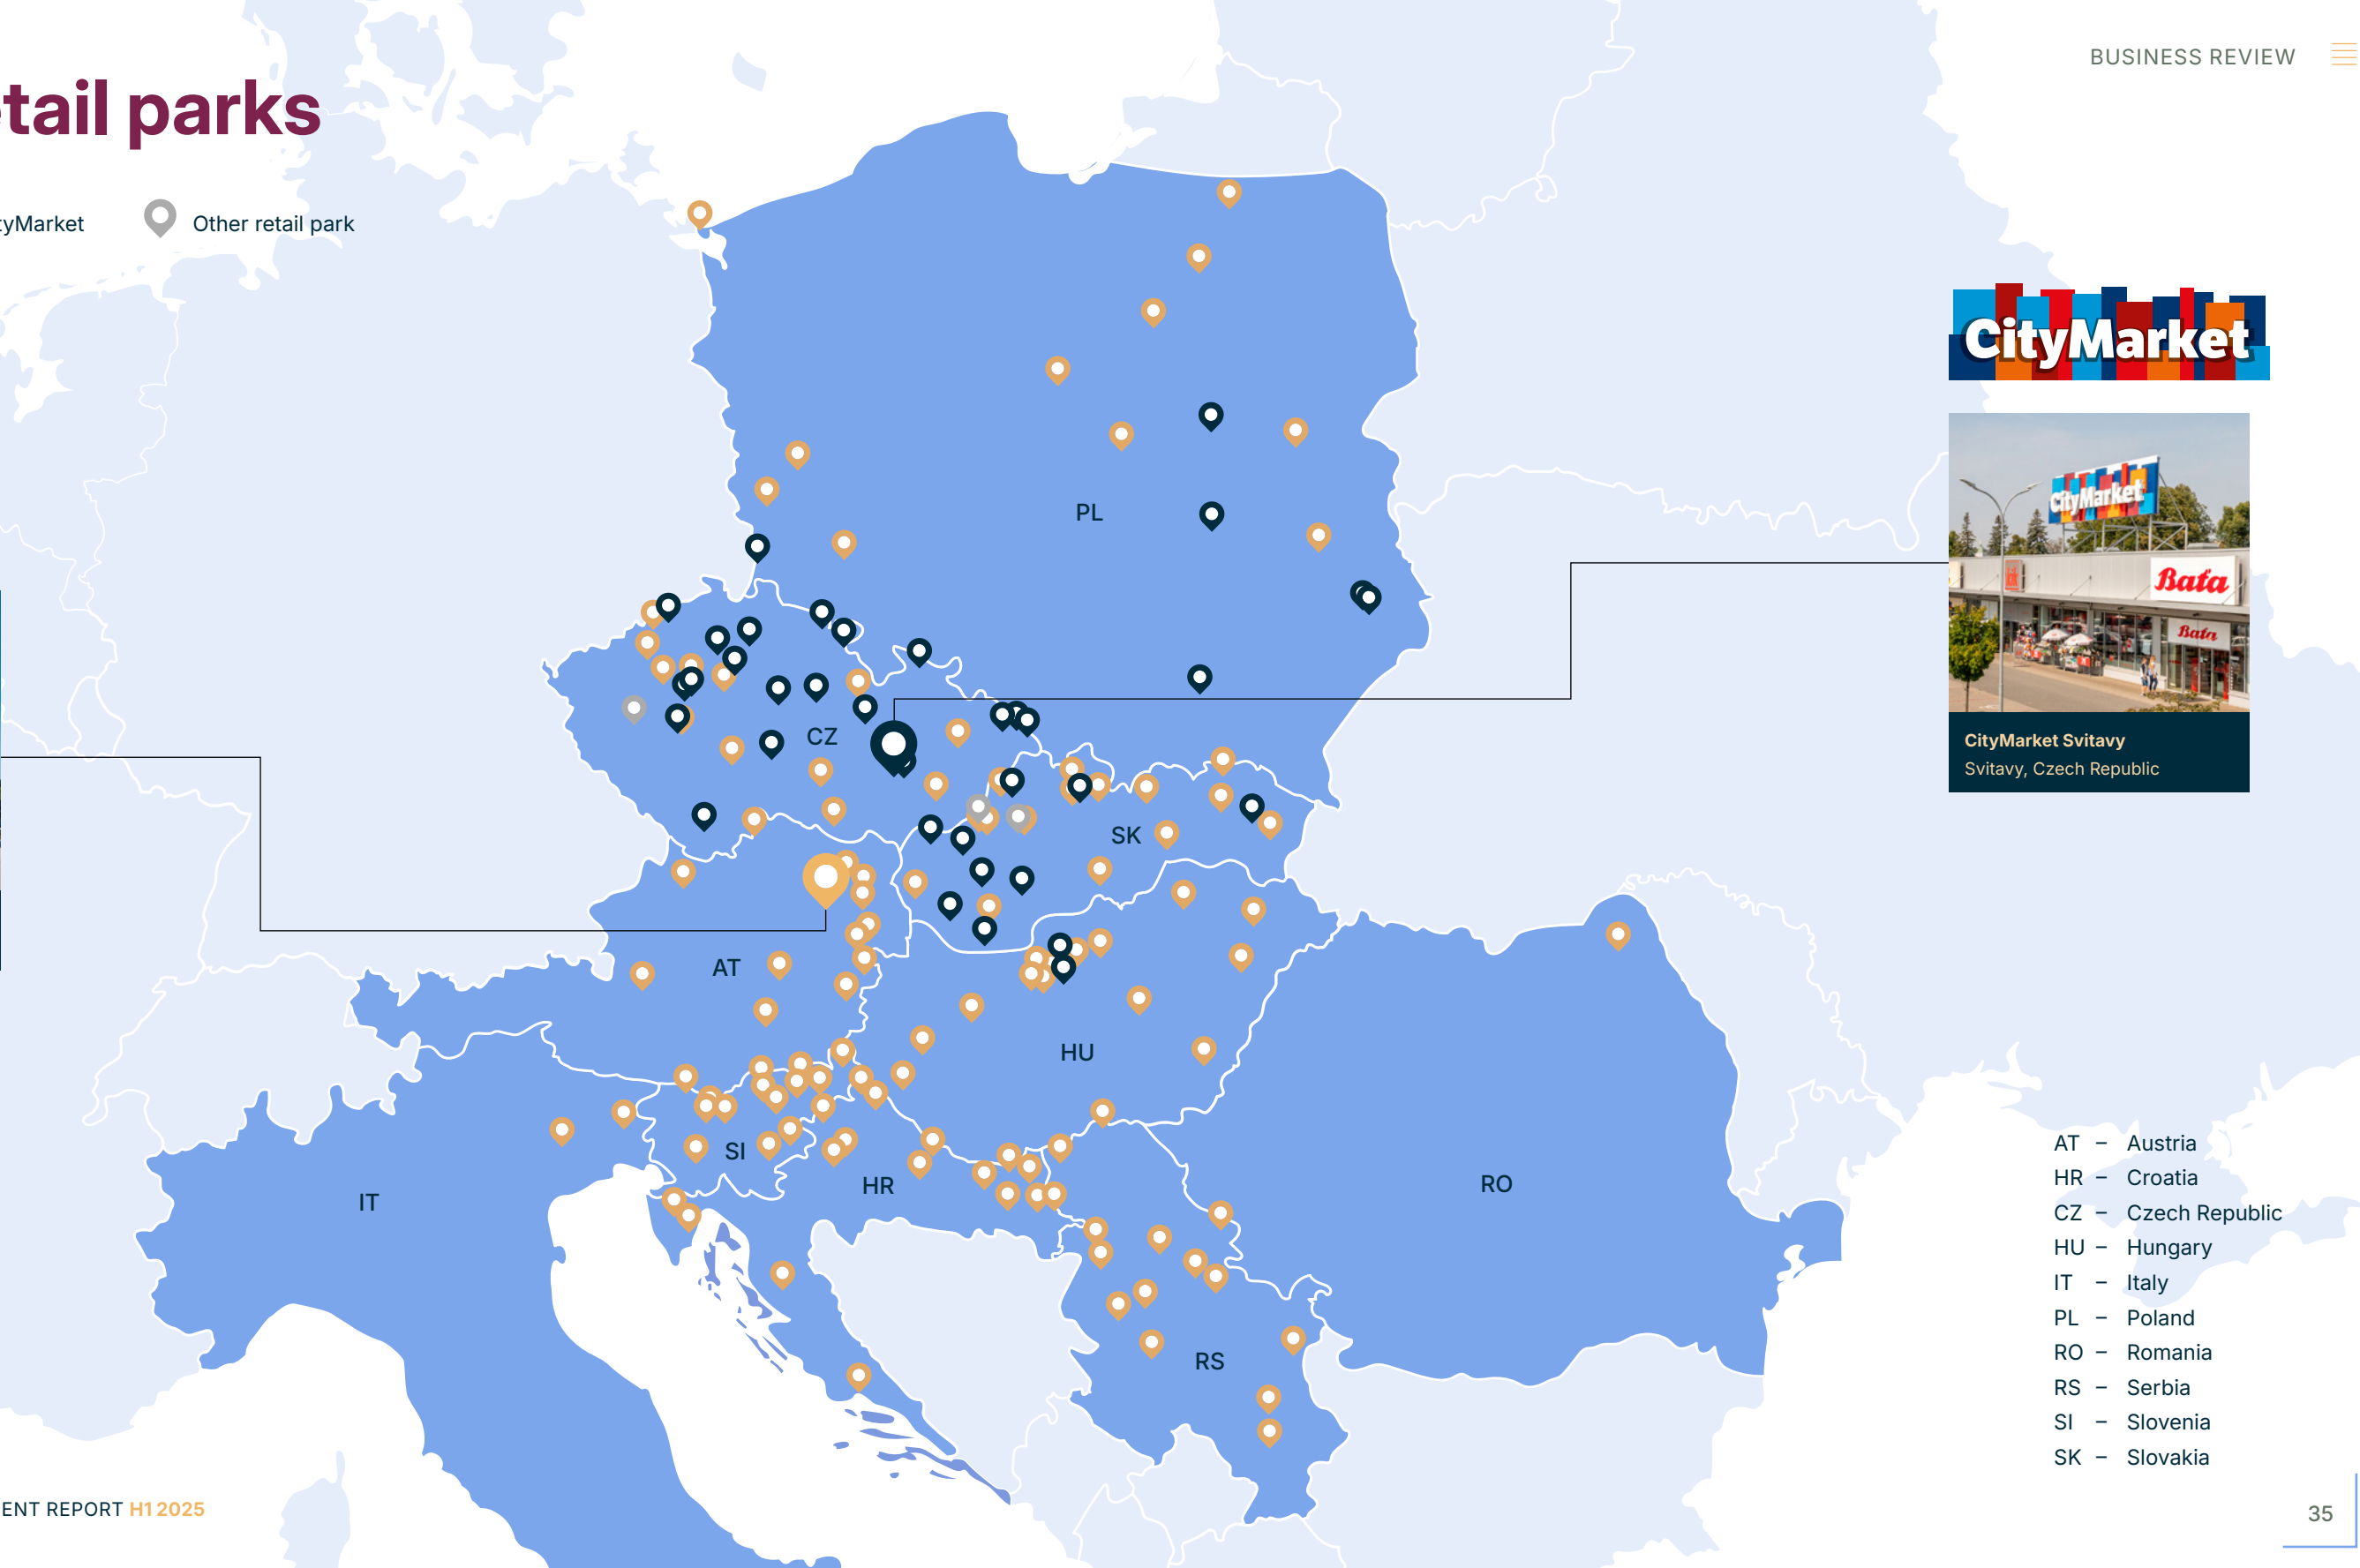 BUSINESS REVIEW
tail parks
tyMarket
Other retail park
CityMarket
CityMarket
Baťa
Baťa
CityMarket Svitavy
Svitavy, Czech Republic
PL
CZ
SK
AT
HU
SI
HR
IT
RO
RS
AT – Austria
HR – Croatia
CZ – Czech Republic
HU – Hungary
IT – Italy
PL – Poland
RO – Romania
RS – Serbia
SI – Slovenia
SK – Slovakia
ENT REPORT H1 2025
35